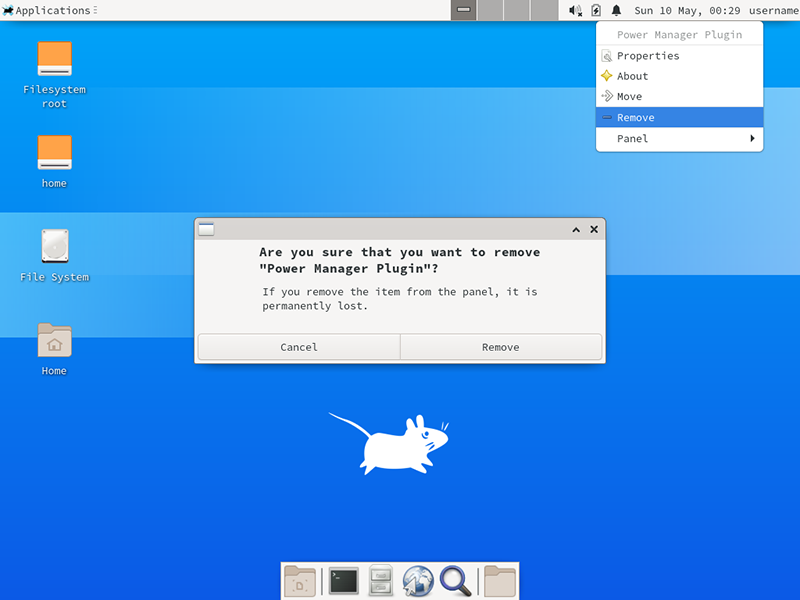 Applications
Sun 10 May, 00:29 username
Power Manager Plugin
Properties
About
Move
Remove
Panel
Filesystem
root
home
File System
Home
Are you sure that you want to remove
"Power Manager Plugin"?
If you remove the item from the panel, it is
permanently lost.
Cancel Remove